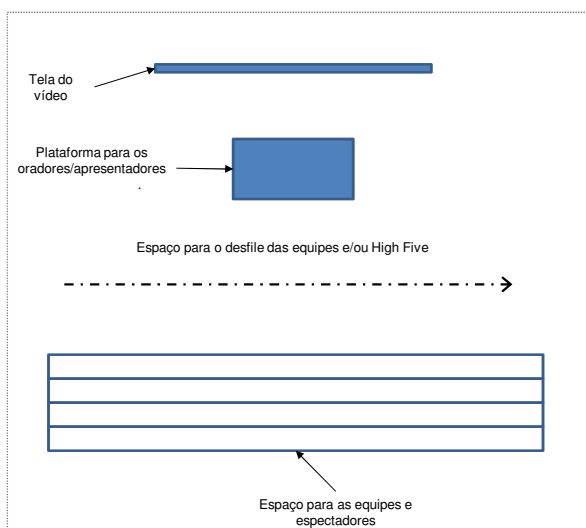 Tela do
vídeo
Plataforma para os
oradores/apresentadores
.
Espaço para o desfile das equipes e/ou High Five
Espaço para as equipes e
espectadores